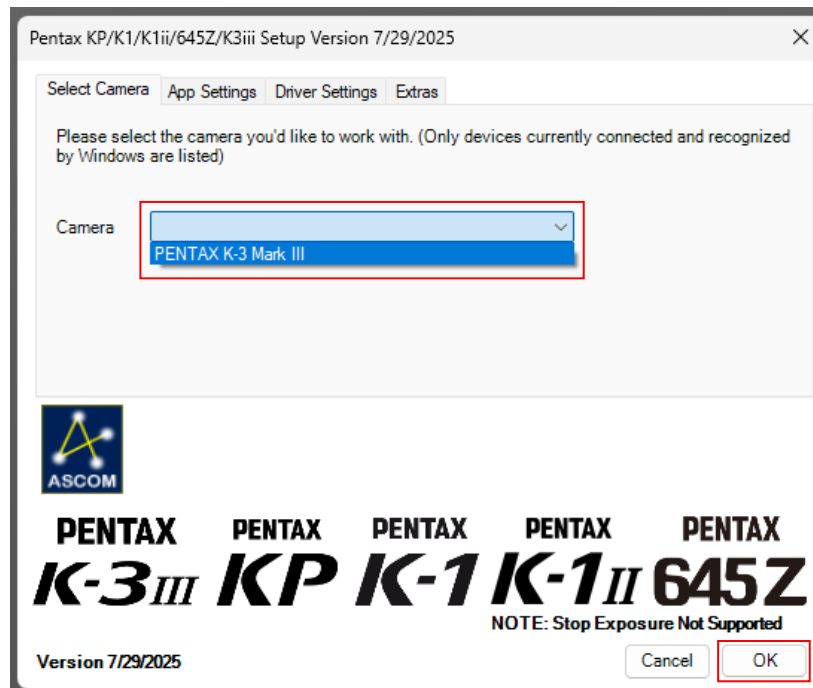 Pentax KP/K1/K1ii/645Z/K3iii Setup Version 7/29/2025
Select Camera App Settings Driver Settings Extras
Please select the camera you'd like to work with. (Only devices currently connected and recognized
by Windows are listed)
Camera
PENTAX K-3 Mark III
ASCOM
PENTAX PENTAX PENTAX PENTAX PENTAX
K-3III KP K-1 K-1II 645Z
NOTE: Stop Exposure Not Supported
Version 7/29/2025 Cancel OK